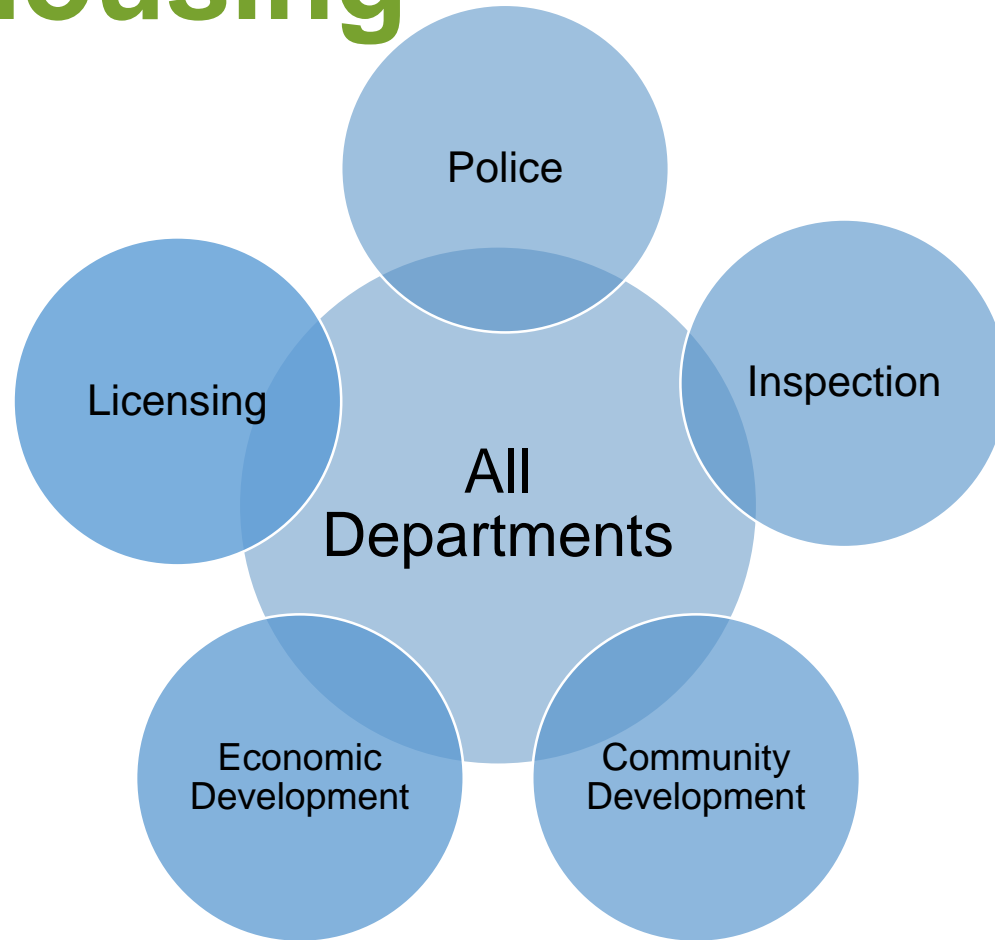 ousing
Police
Inspection
Licensing
All
Departments
Economic
Development
Community
Development